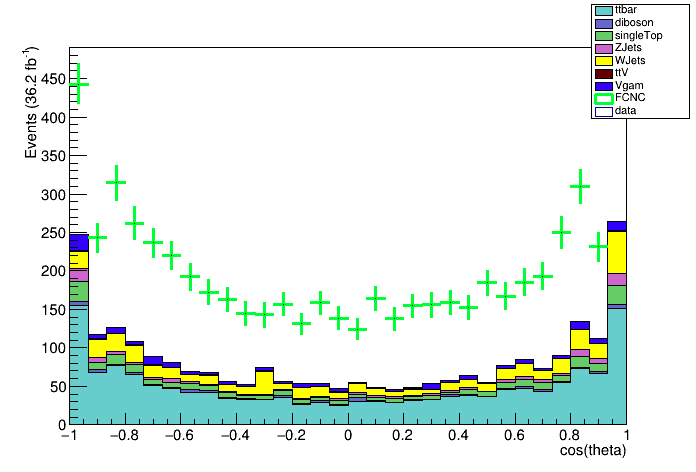 ttbar
diboson
singleTop
ZJets
WJets
ttV
Vgam
FCNC
data
Events (36.2 fb⁻¹)
450
400
350
300
250
200
150
100
50
0
−1 −0.8 −0.6 −0.4 −0.2 0 0.2 0.4 0.6 0.8 1
cos(theta)